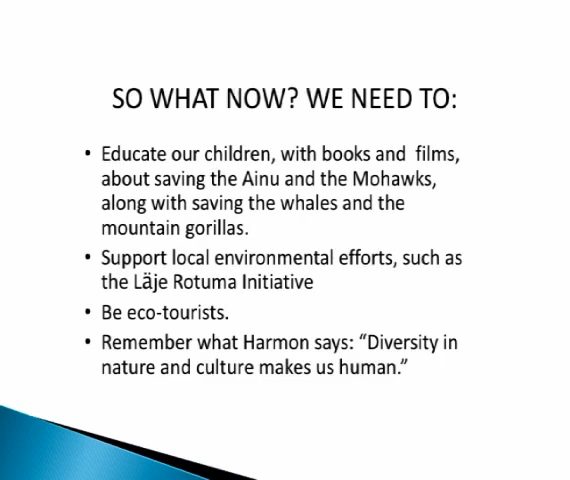 SO WHAT NOW? WE NEED TO:
• Educate our children, with books and films,
about saving the Ainu and the Mohawks,
along with saving the whales and the
mountain gorillas.
• Support local environmental efforts, such as
the Läje Rotuma Initiative
• Be eco-tourists.
• Remember what Harmon says: “Diversity in
nature and culture makes us human.”